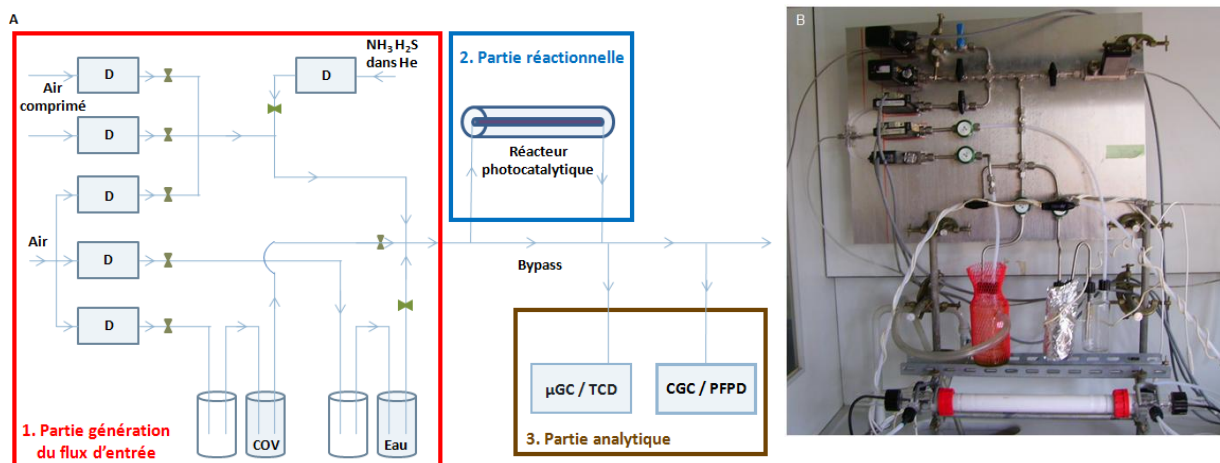 A
D
Air
comprimé
D
D
Air
D
D
D
NH₃ H₂S
dans He
COV
Eau
1. Partie génération
du flux d’entrée
2. Partie réactionnelle
Réacteur
photocatalytique
Bypass
µGC / TCD
CGC / PFPD
3. Partie analytique
B